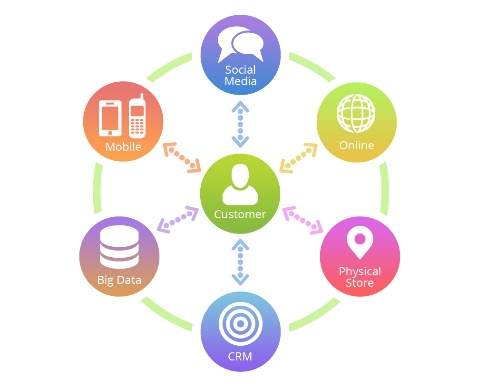 Social
Media
Mobile
Online
Customer
Big Data
Physical
Store
CRM